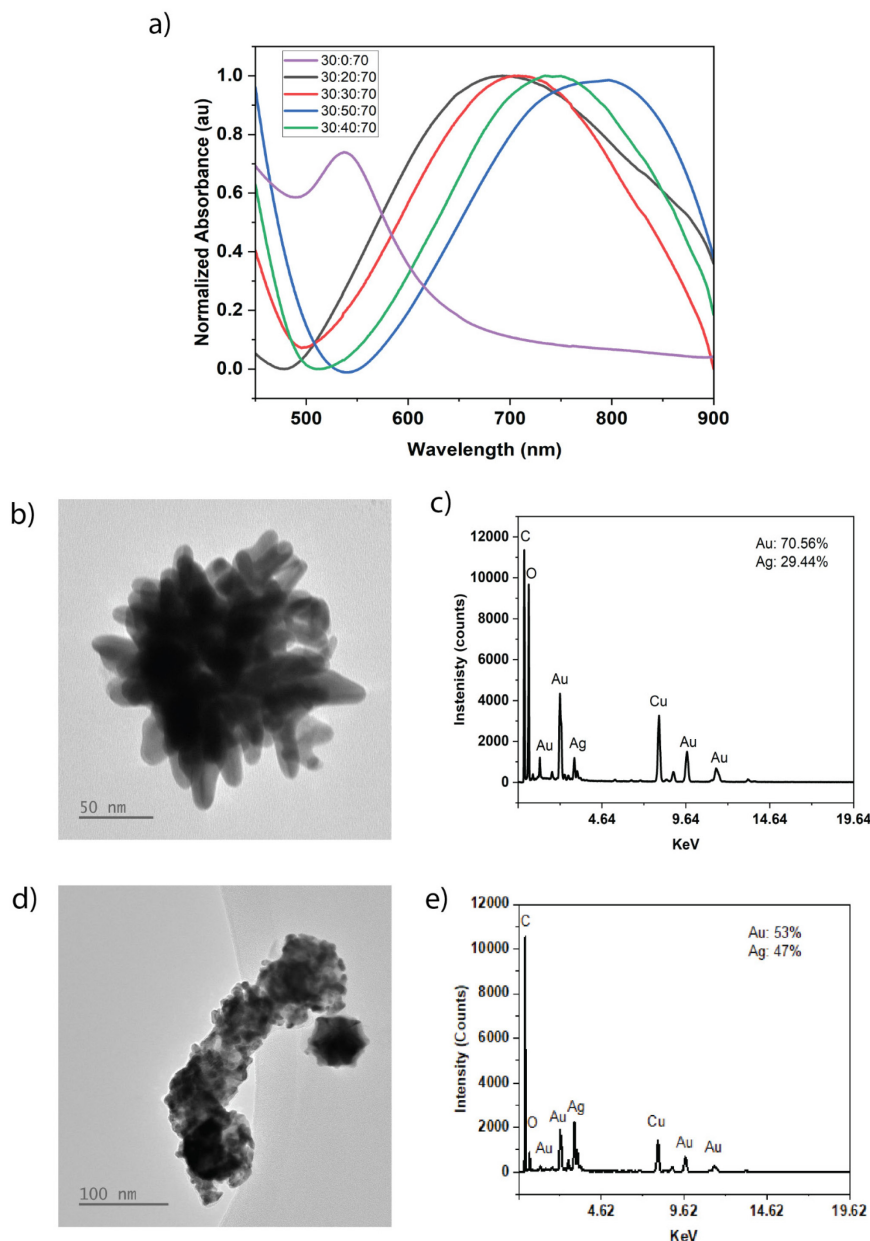 a)
30:0:70
30:20:70
30:30:70
30:50:70
30:40:70
Normalized Absorbance (au)
1.0
0.8
0.6
0.4
0.2
0.0
500 600 700 800 900
Wavelength (nm)
b)
50 nm
c)
Instenisty (counts)
12000
10000
8000
6000
4000
2000
0
C
O
Au: 70.56%
Ag: 29.44%
Au
Au
Ag
Cu
Au
Au
4.64 9.64 14.64 19.64
KeV
d)
100 nm
e)
Intensity (Counts)
12000
10000
8000
6000
4000
2000
0
C
Au: 53%
Ag: 47%
O
Au
Au
Ag
Cu
Au
Au
4.62 9.62 14.62 19.62
KeV